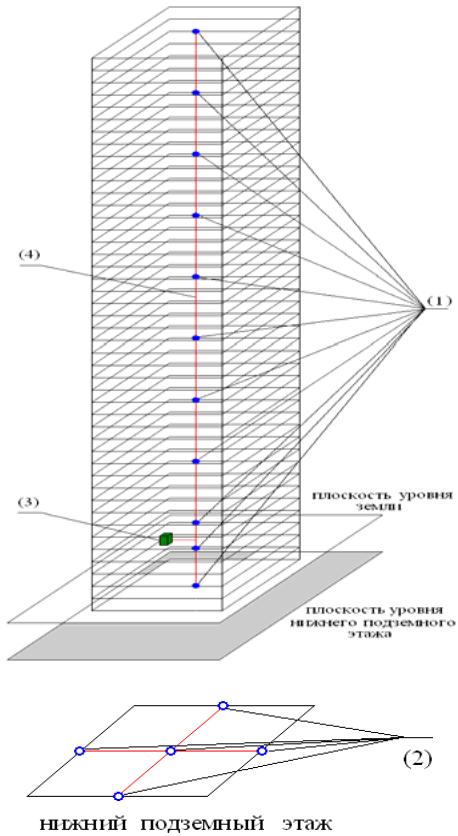 (4)
(1)
(3)
плоскость уровня
земли
плоскость уровня
нижнего подземного
этажа
(2)
нижний подземный этаж